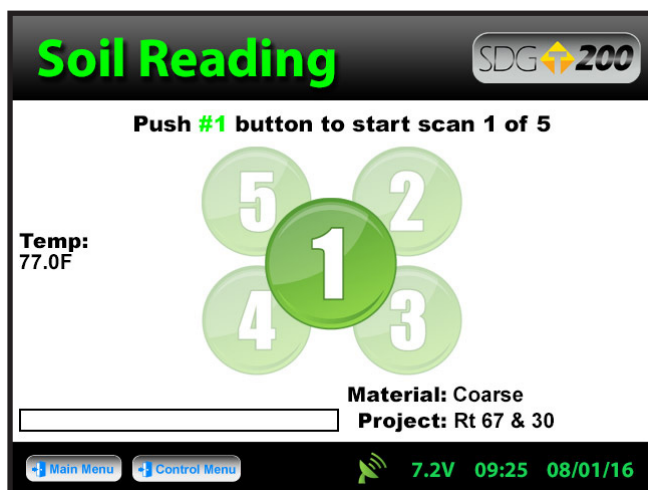 Soil Reading
SDG 200
Push #1 button to start scan 1 of 5
5 2
1
4 3
Temp:
77.0F
Material: Coarse
Project: Rt 67 & 30
Main Menu Control Menu 7.2V 09:25 08/01/16